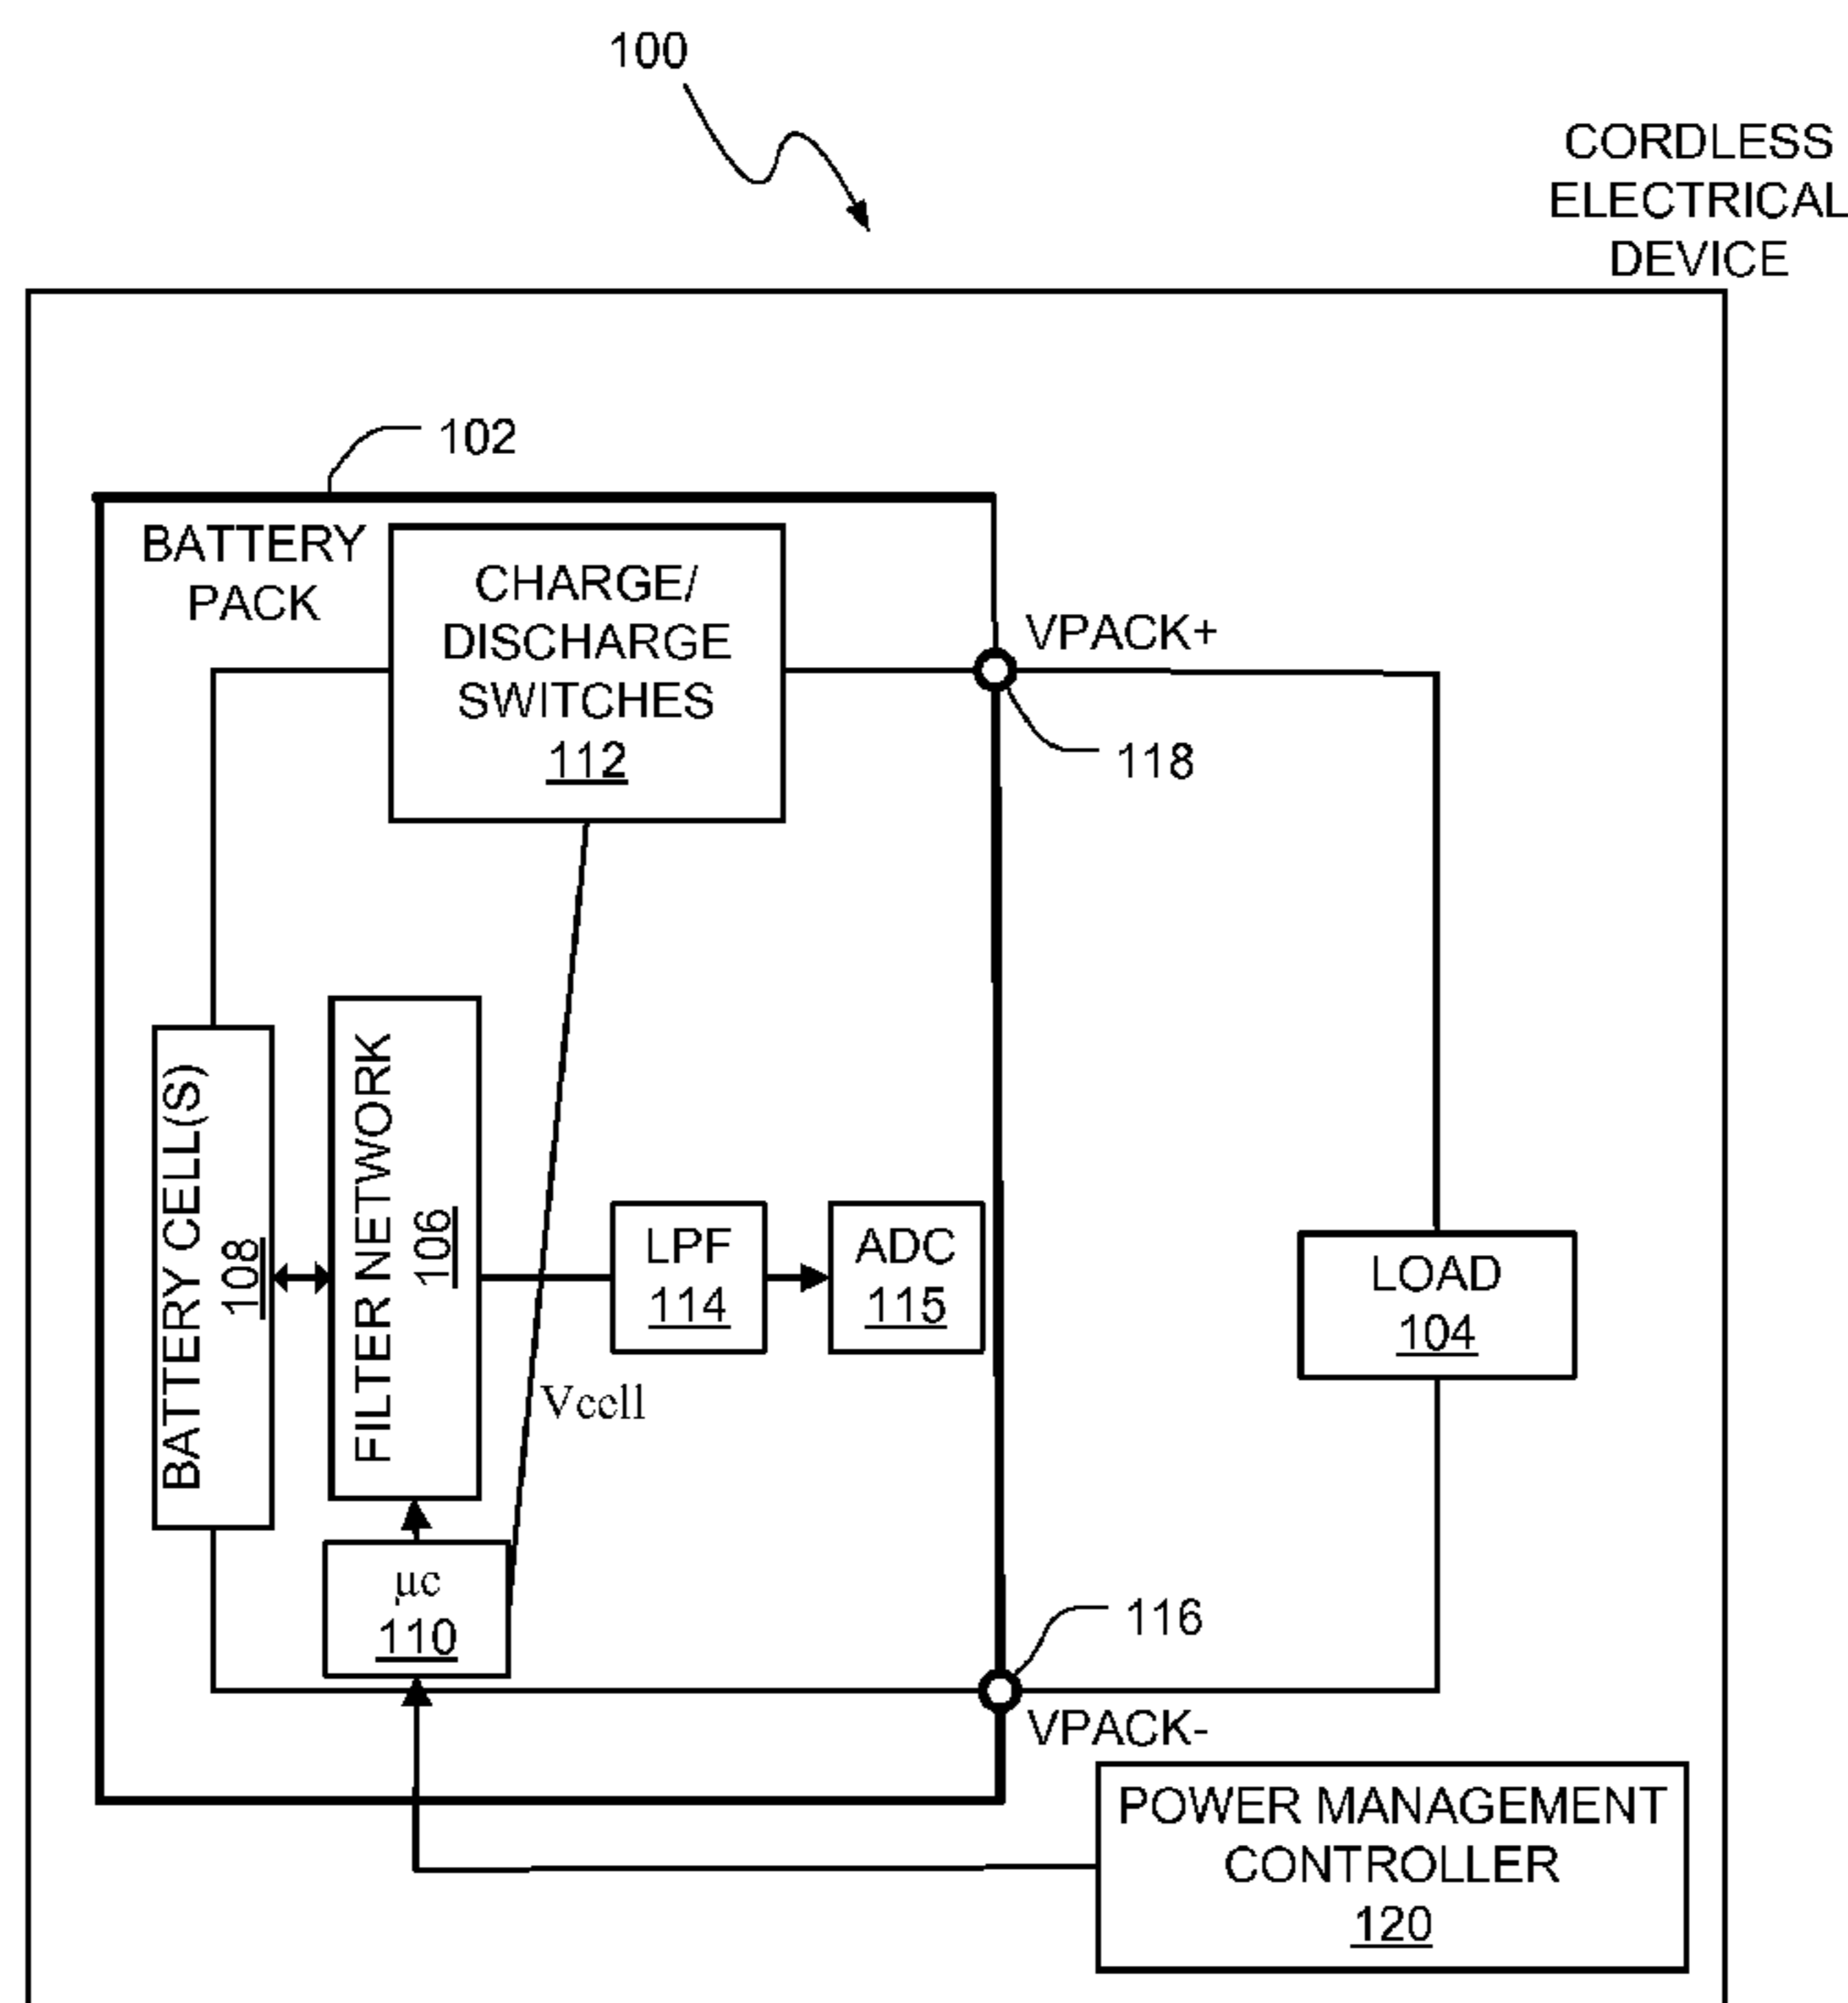 100
CORDLESS
ELECTRICAL
DEVICE
102
BATTERY
PACK
CHARGE/
DISCHARGE
SWITCHES
112
VPACK+
118
BATTERY CELL(S)
108
FILTER NETWORK
106
LPF
114
ADC
115
LOAD
104
Vcell
µc
110
116
VPACK-
POWER MANAGEMENT
CONTROLLER
120